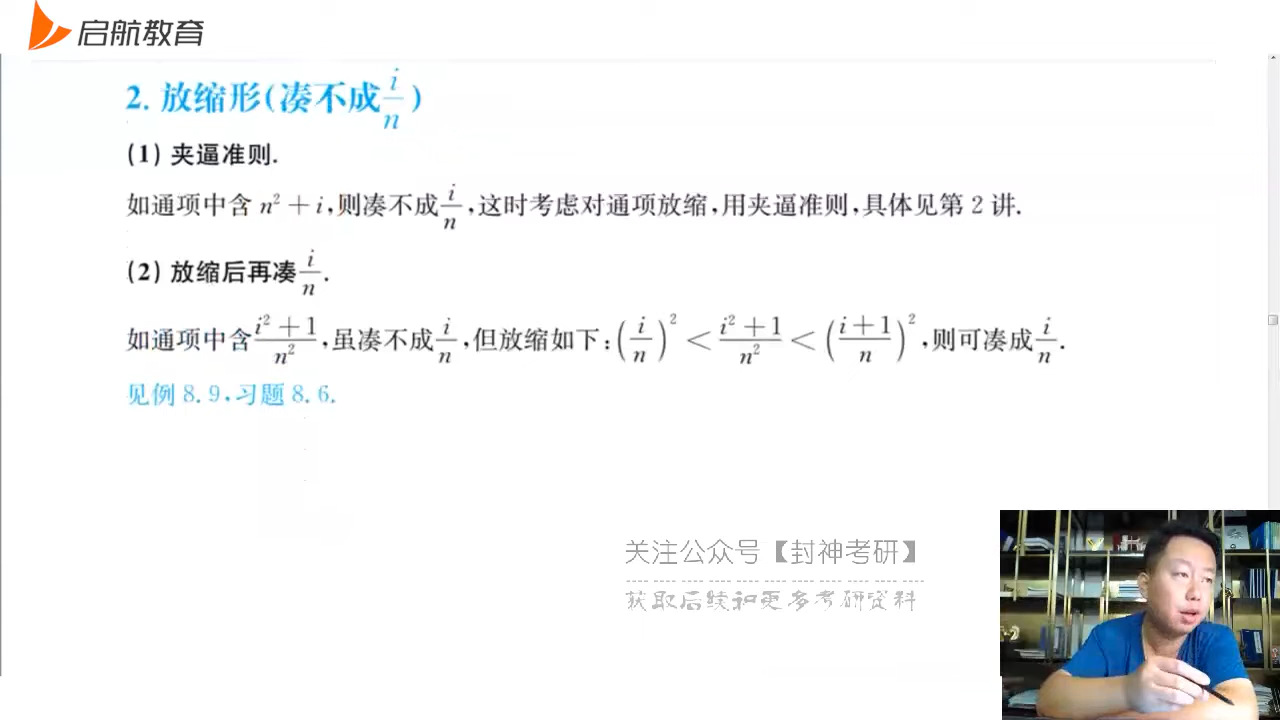 启航教育
2. 放缩形(凑不成 i/n)
(1) 夹逼准则.
如通项中含 n² + i,则凑不成 i/n,这时考虑对通项放缩,用夹逼准则,具体见第 2 讲.
(2) 放缩后再凑 i/n.
如通项中含 (i² + 1)/n²,虽凑不成 i/n,但放缩如下:(i/n)² < (i² + 1)/n² < ((i + 1)/n)²,则可凑成 i/n.
见例 8.9,习题 8.6.
关注公众号【封神考研】
获取后续和更多考研资料